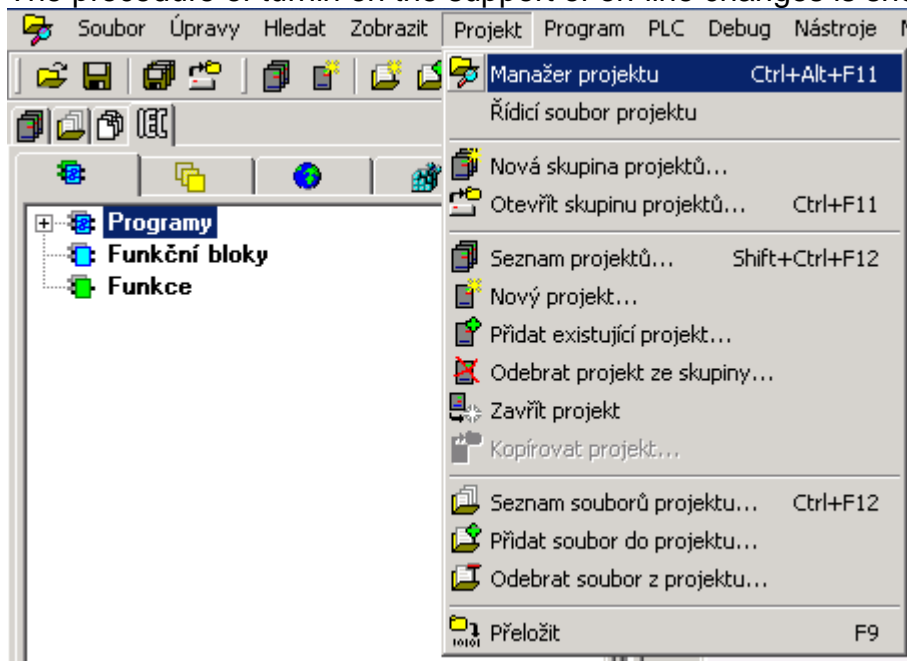 Soubor Úpravy Hledat Zobrazit Projekt Program PLC Debug Nástroje
Manažer projektu Ctrl+Alt+F11
Řídicí soubor projektu
Nová skupina projektů...
Otevřít skupinu projektů... Ctrl+F11
Seznam projektů... Shift+Ctrl+F12
Nový projekt...
Přidat existující projekt...
Odebrat projekt ze skupiny...
Zavřít projekt
Kopírovat projekt...
Seznam souborů projektu... Ctrl+F12
Přidat soubor do projektu...
Odebrat soubor z projektu...
Přeložit F9
Programy
Funkční bloky
Funkce